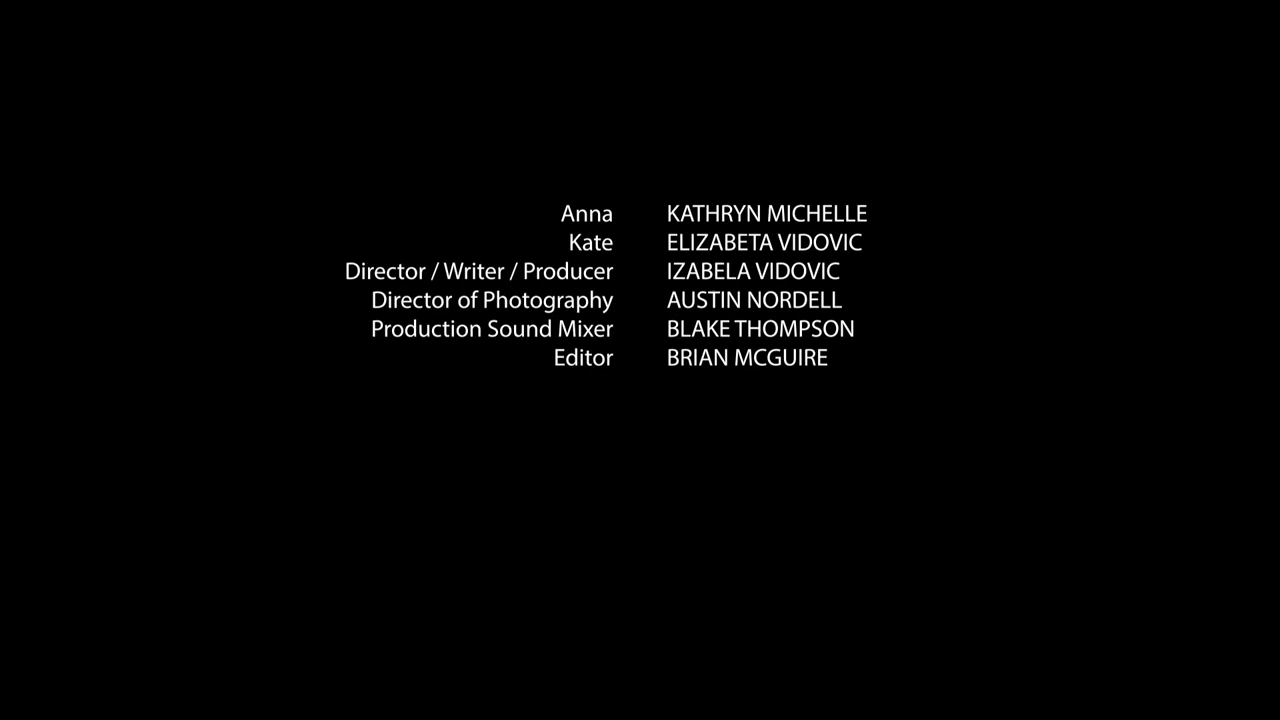 Anna KATHRYN MICHELLE
Kate ELIZABETA VIDOVIC
Director / Writer / Producer IZABELA VIDOVIC
Director of Photography AUSTIN NORDELL
Production Sound Mixer BLAKE THOMPSON
Editor BRIAN MCGUIRE